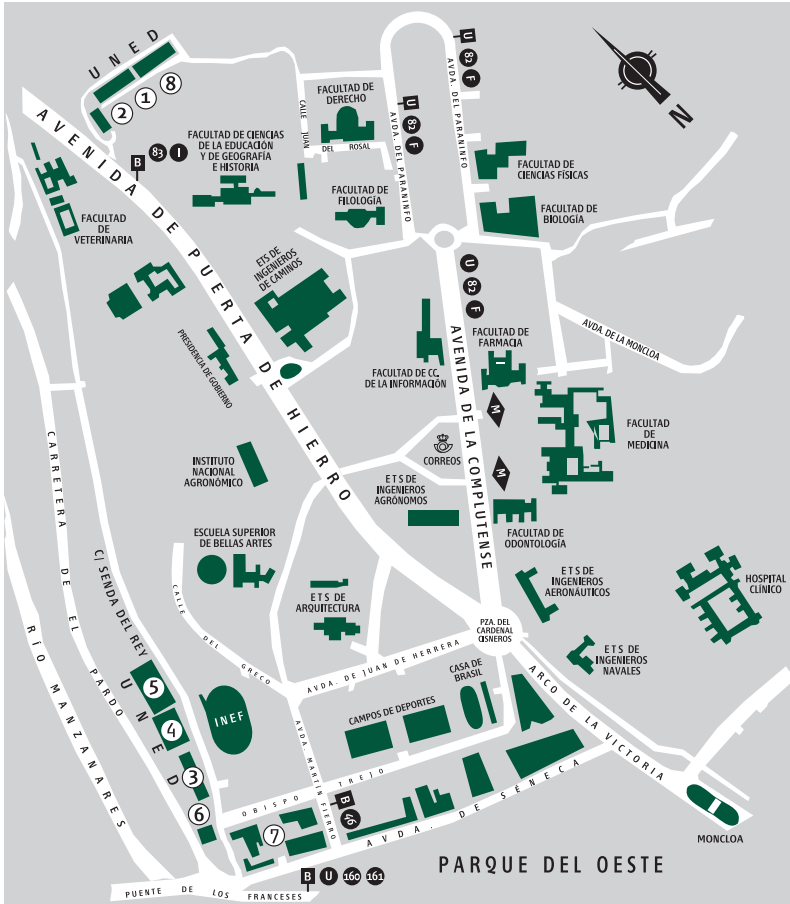 UNED
2
1
8
AVENIDA DE PUERTA DE HIERRO
B
83
I
FACULTAD DE CIENCIAS
DE LA EDUCACIÓN
Y DE GEOGRAFÍA
E HISTORIA
CALLE JUAN
DEL ROSAL
FACULTAD DE
DERECHO
FACULTAD DE
FILOLOGÍA
B
U
82
F
AVDA. DEL PARANINFO
B
U
82
F
AVDA. DEL PARANINFO
N
FACULTAD DE
CIENCIAS FÍSICAS
FACULTAD DE
BIOLOGÍA
FACULTAD
DE
VETERINARIA
ETS DE
INGENIEROS
DE CAMINOS
PRESIDENCIA DE GOBIERNO
U
82
F
AVENIDA DE LA COMPLUTENSE
FACULTAD DE
FARMACIA
AVDA. DE LA MONCLOA
FACULTAD DE CC.
DE LA INFORMACIÓN
M
FACULTAD
DE
MEDICINA
CORREOS
M
INSTITUTO
NACIONAL
AGRONÓMICO
ETS DE
INGENIEROS
AGRÓNOMOS
FACULTAD DE
ODONTOLOGÍA
ESCUELA SUPERIOR
DE BELLAS ARTES
ETS DE
ARQUITECTURA
ETS DE
INGENIEROS
AERONÁUTICOS
HOSPITAL
CLÍNICO
CARRETERA DE EL PARDO
C/ SENDA DEL REY
CALLE DEL GRECO
RÍO MANZANARES
PZA. DEL
CARDENAL
CISNEROS
ETS DE
INGENIEROS
NAVALES
AVDA. DE JUAN DE HERRERA
CASA DE
BRASIL
ARCO DE LA VICTORIA
UNED
5
4
3
6
INEF
CAMPOS DE DEPORTES
AVDA. MARTÍN FIERRO
OBISPO TREJO
B
46
7
AVDA. DE SÉNECA
MONCLOA
PARQUE DEL OESTE
B
U
160
161
PUENTE DE LOS FRANCESES